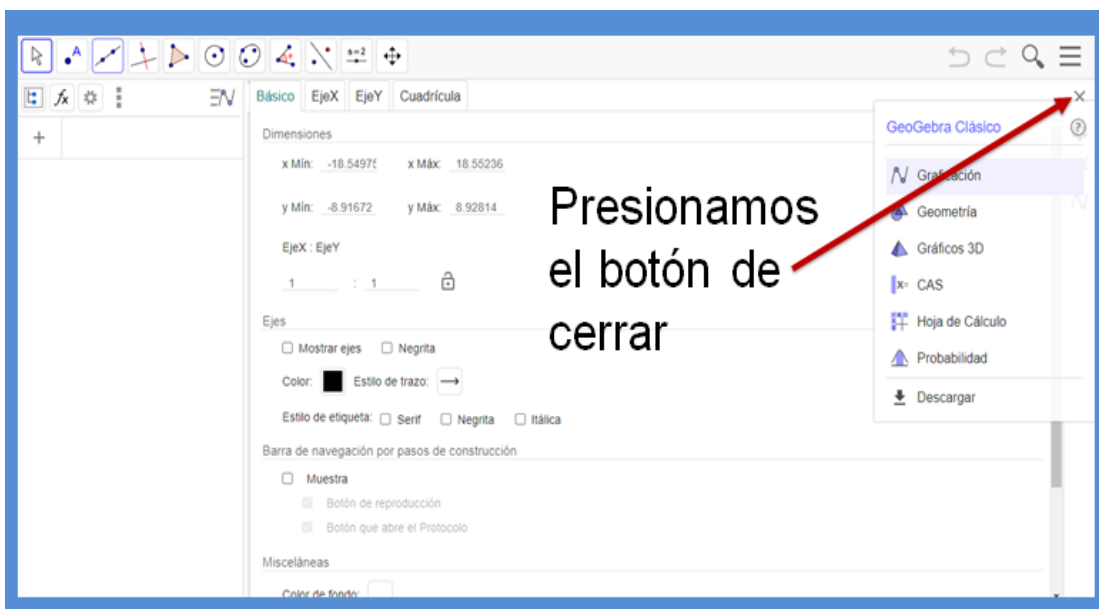 A
a=2
fx
Básico EjeX EjeY Cuadrícula
Dimensiones
x Mín: -18.5497 x Máx: 18.55236
y Mín: -8.91672 y Máx: 8.92814
EjeX : EjeY
1 : 1
Ejes
Mostrar ejes Negrita
Color: Estilo de trazo:
Estilo de etiqueta: Serif Negrita Itálica
Barra de navegación por pasos de construcción
Muestra
Botón de reproducción
Botón que abre el Protocolo
Misceláneas
Color de fondo:
Presionamos
el botón de
cerrar
GeoGebra Clásico
Graficación
Geometría
Gráficos 3D
x= CAS
Hoja de Cálculo
Probabilidad
Descargar